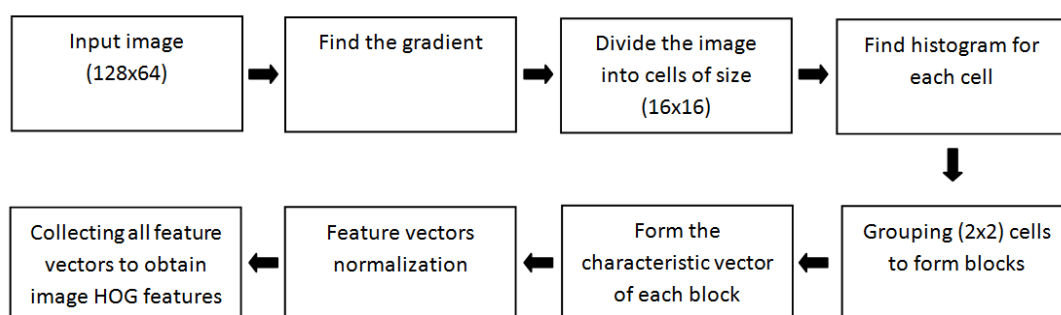 Input image
(128x64)
Find the gradient
Divide the image
into cells of size
(16x16)
Find histogram for
each cell
Grouping (2x2) cells
to form blocks
Form the
characteristic vector
of each block
Feature vectors
normalization
Collecting all feature
vectors to obtain
image HOG features